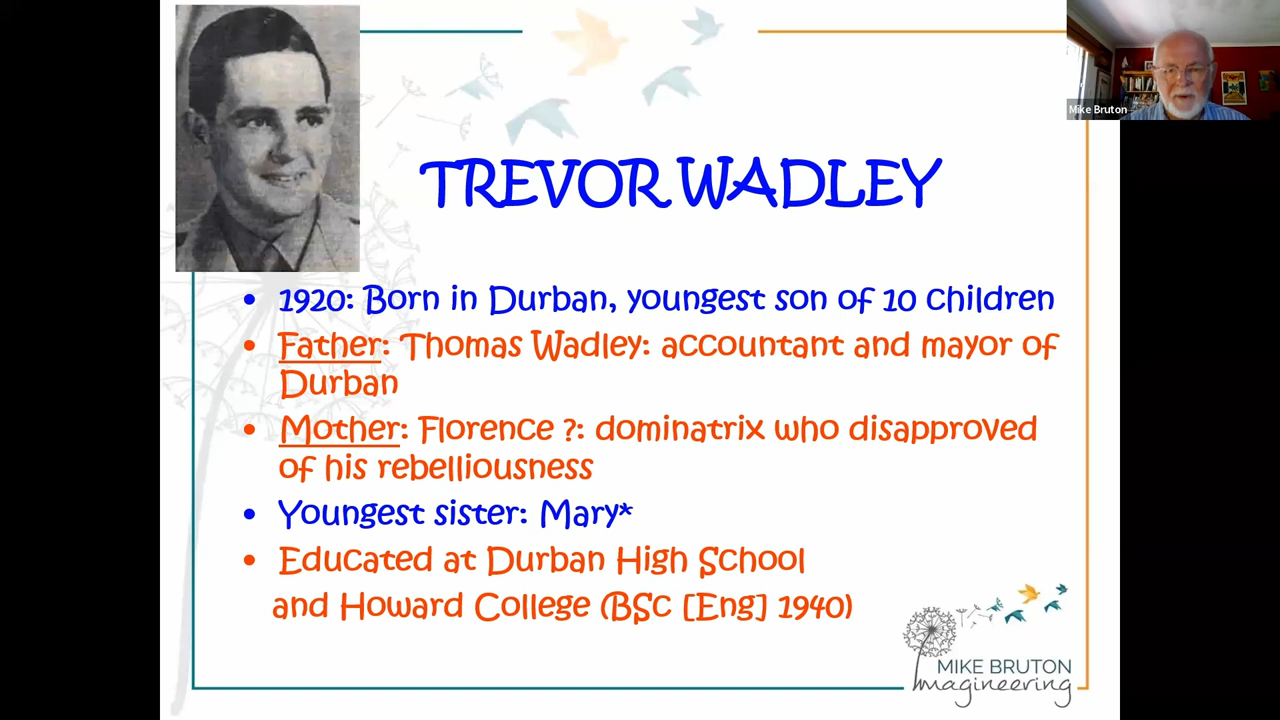 Mike Bruton
TREVOR WADLEY
• 1920: Born in Durban, youngest son of 10 children
• Father: Thomas Wadley: accountant and mayor of
Durban
• Mother: Florence ?: dominatrix who disapproved
of his rebelliousness
• Youngest sister: Mary*
• Educated at Durban High School
and Howard College (BSc [Eng] 1940)
MIKE BRUTON
Imagineering